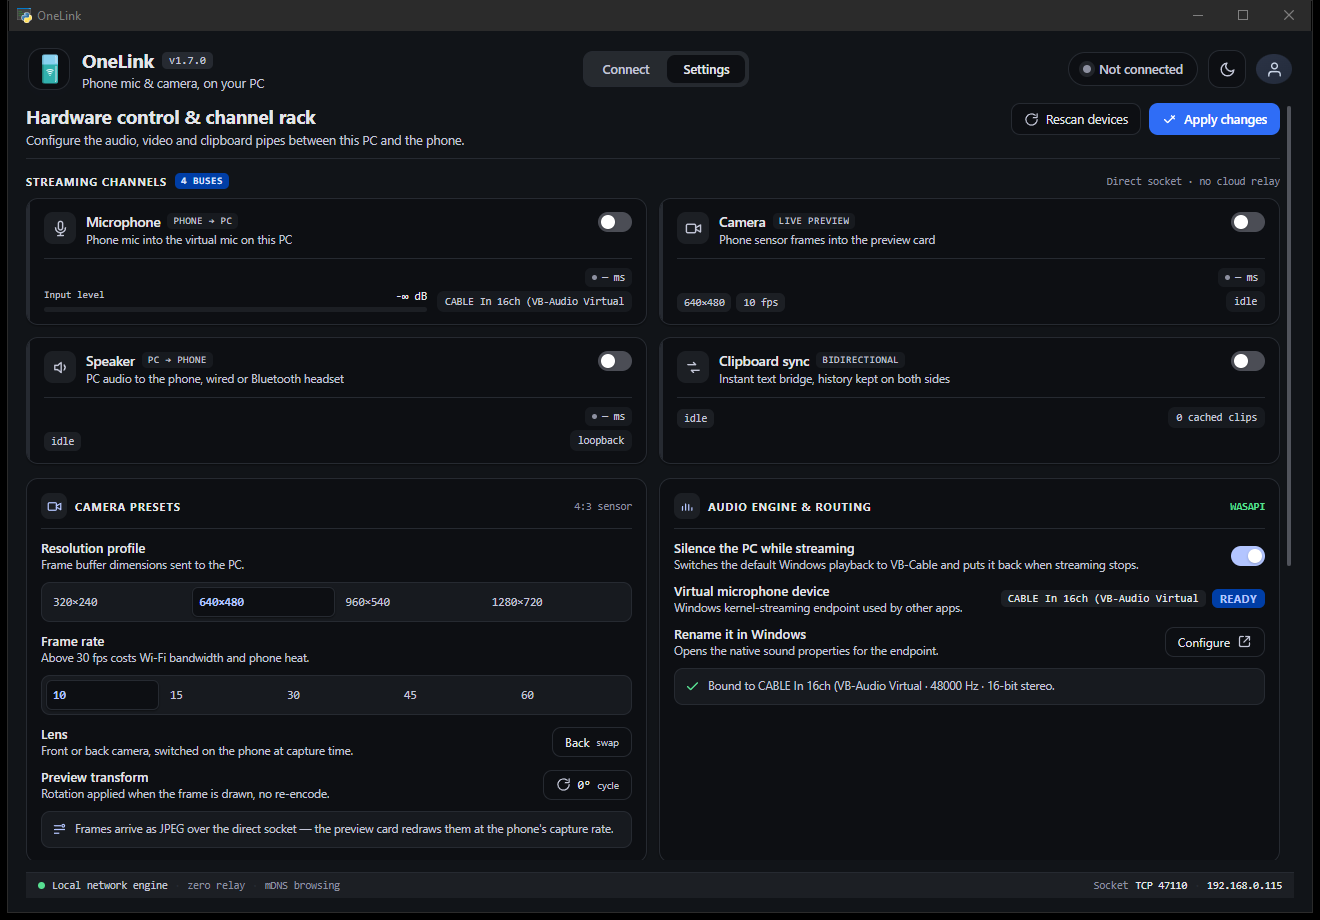 OneLink
OneLink v1.7.0
Phone mic & camera, on your PC
Connect Settings
Not connected
Hardware control & channel rack
Configure the audio, video and clipboard pipes between this PC and the phone.
Rescan devices
Apply changes
STREAMING CHANNELS 4 BUSES
Direct socket · no cloud relay
Microphone PHONE → PC
Phone mic into the virtual mic on this PC
— ms
Input level
-∞ dB
CABLE In 16ch (VB-Audio Virtual
Camera LIVE PREVIEW
Phone sensor frames into the preview card
— ms
640×480 10 fps
idle
Speaker PC → PHONE
PC audio to the phone, wired or Bluetooth headset
— ms
idle
loopback
Clipboard sync BIDIRECTIONAL
Instant text bridge, history kept on both sides
idle
0 cached clips
CAMERA PRESETS
4:3 sensor
Resolution profile
Frame buffer dimensions sent to the PC.
320×240 640×480 960×540 1280×720
Frame rate
Above 30 fps costs Wi-Fi bandwidth and phone heat.
10 15 30 45 60
Lens
Front or back camera, switched on the phone at capture time.
Back swap
Preview transform
Rotation applied when the frame is drawn, no re-encode.
0° cycle
Frames arrive as JPEG over the direct socket — the preview card redraws them at the phone's capture rate.
AUDIO ENGINE & ROUTING
WASAPI
Silence the PC while streaming
Switches the default Windows playback to VB-Cable and puts it back when streaming stops.
Virtual microphone device
Windows kernel-streaming endpoint used by other apps.
CABLE In 16ch (VB-Audio Virtual READY
Rename it in Windows
Opens the native sound properties for the endpoint.
Configure
Bound to CABLE In 16ch (VB-Audio Virtual · 48000 Hz · 16-bit stereo.
Local network engine · zero relay · mDNS browsing
Socket TCP 47110 · 192.168.0.115